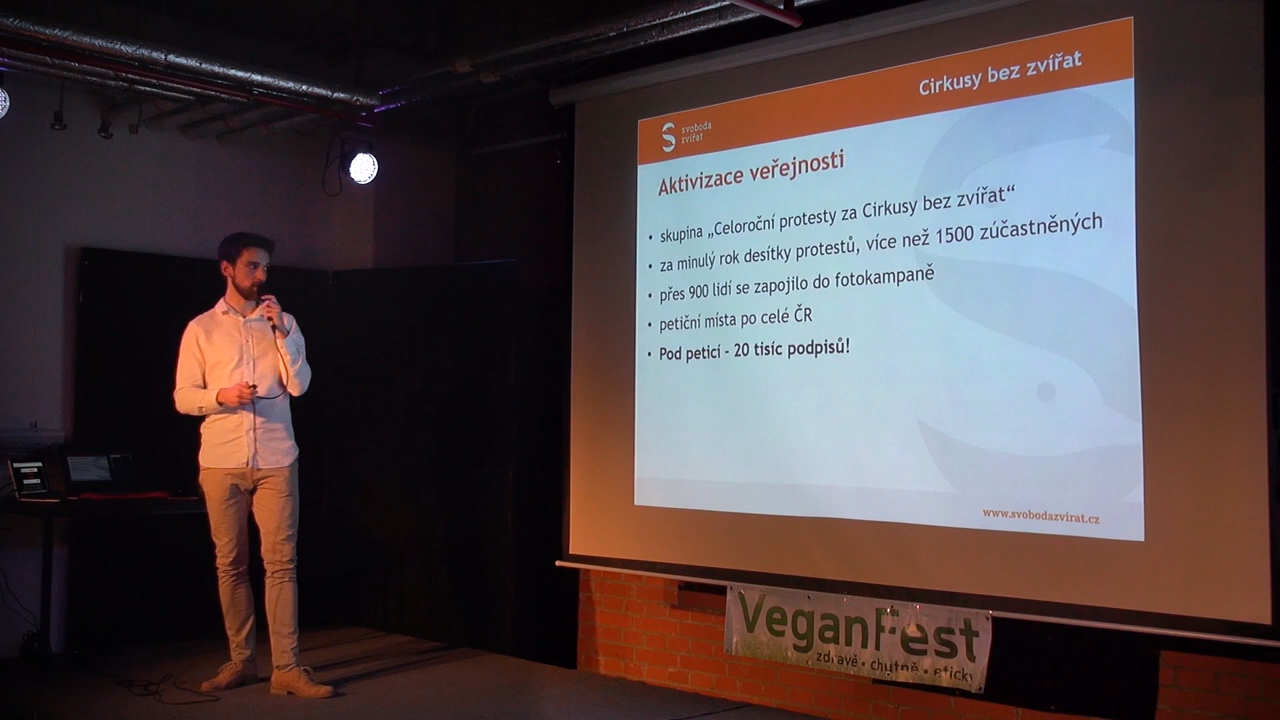 Cirkusy bez zvířat
svoboda
zvířat
Aktivizace veřejnosti
• skupina „Celoroční protesty za Cirkusy bez zvířat“
• za minulý rok desítky protestů, více než 1500 zúčastněných
• přes 900 lidí se zapojilo do fotokampaně
• petiční místa po celé ČR
• Pod peticí - 20 tisíc podpisů!
www.svobodazvirat.cz
VeganFest
zdravě • chutně • eticky